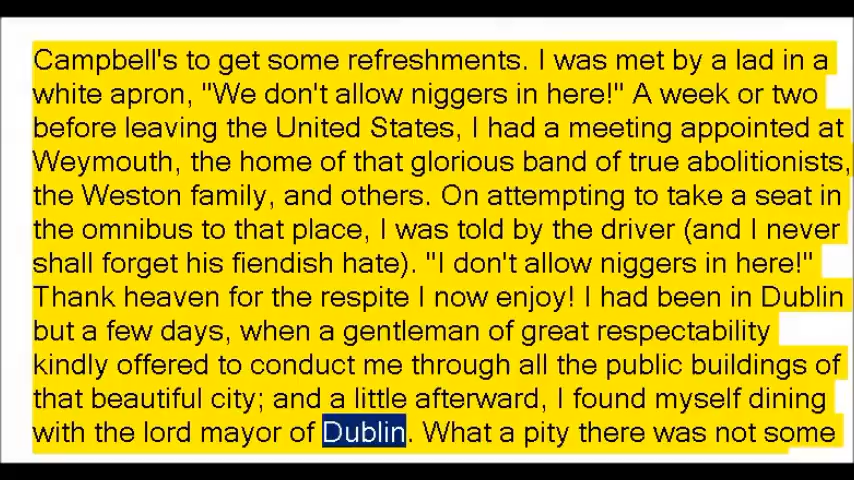 Campbell's to get some refreshments. I was met by a lad in a
white apron, "We don't allow niggers in here!" A week or two
before leaving the United States, I had a meeting appointed at
Weymouth, the home of that glorious band of true abolitionists,
the Weston family, and others. On attempting to take a seat in
the omnibus to that place, I was told by the driver (and I never
shall forget his fiendish hate). "I don't allow niggers in here!"
Thank heaven for the respite I now enjoy! I had been in Dublin
but a few days, when a gentleman of great respectability
kindly offered to conduct me through all the public buildings of
that beautiful city; and a little afterward, I found myself dining
with the lord mayor of Dublin. What a pity there was not some